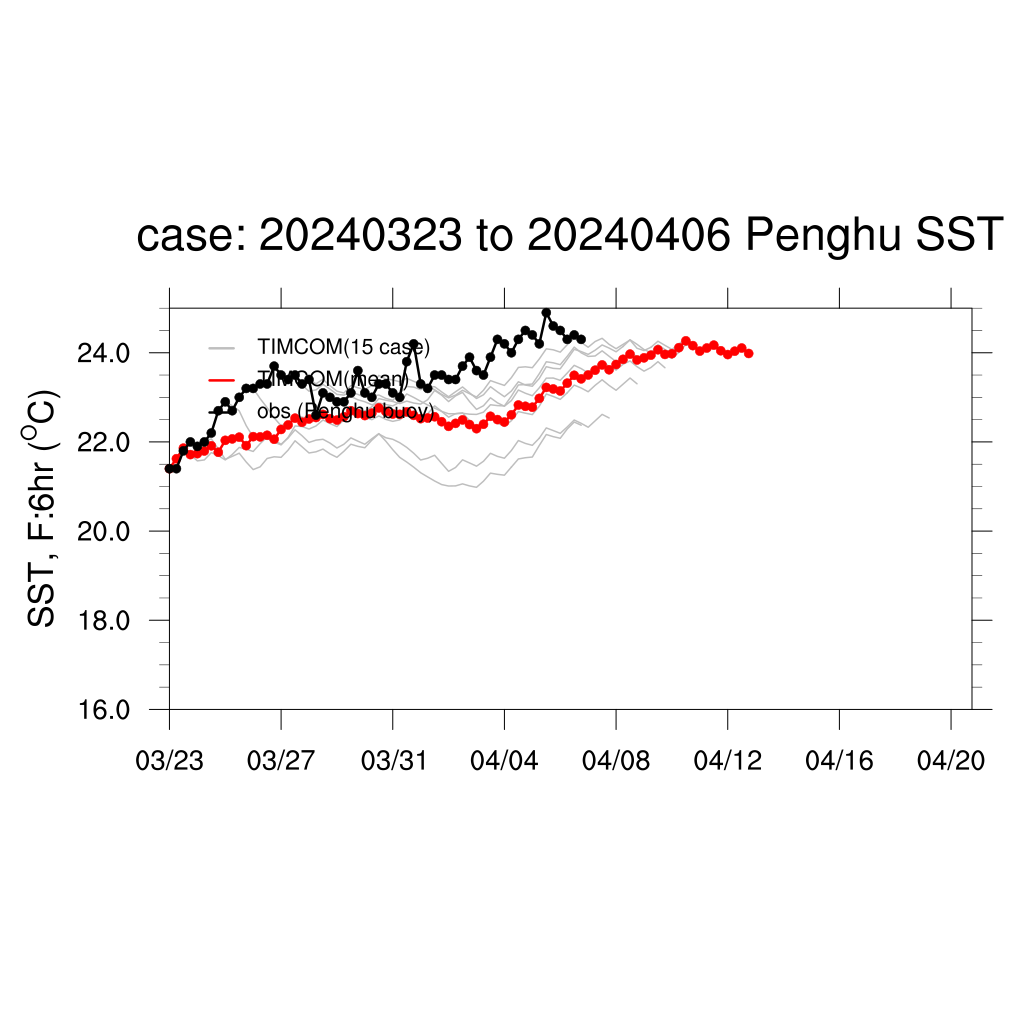 case: 20240323 to 20240406 Penghu SST
TIMCOM(15 case)
TIMCOM(mean)
obs (Penghu buoy)
SST, F:6hr (°C)
24.0
22.0
20.0
18.0
16.0
03/23 03/27 03/31 04/04 04/08 04/12 04/16 04/20